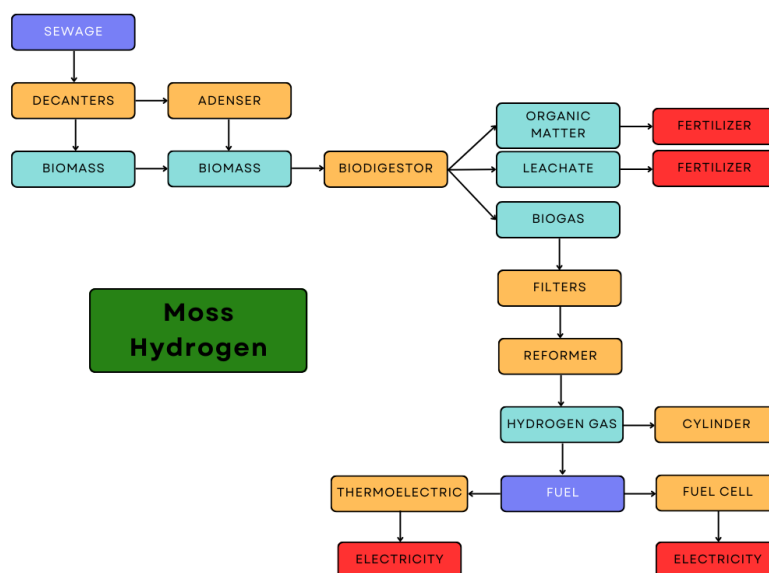 SEWAGE
DECANTERS
ADENSER
ORGANIC
MATTER
FERTILIZER
BIOMASS
BIOMASS
BIODIGESTOR
LEACHATE
FERTILIZER
BIOGAS
FILTERS
Moss
Hydrogen
REFORMER
HYDROGEN GAS
CYLINDER
THERMOELECTRIC
FUEL
FUEL CELL
ELECTRICITY
ELECTRICITY